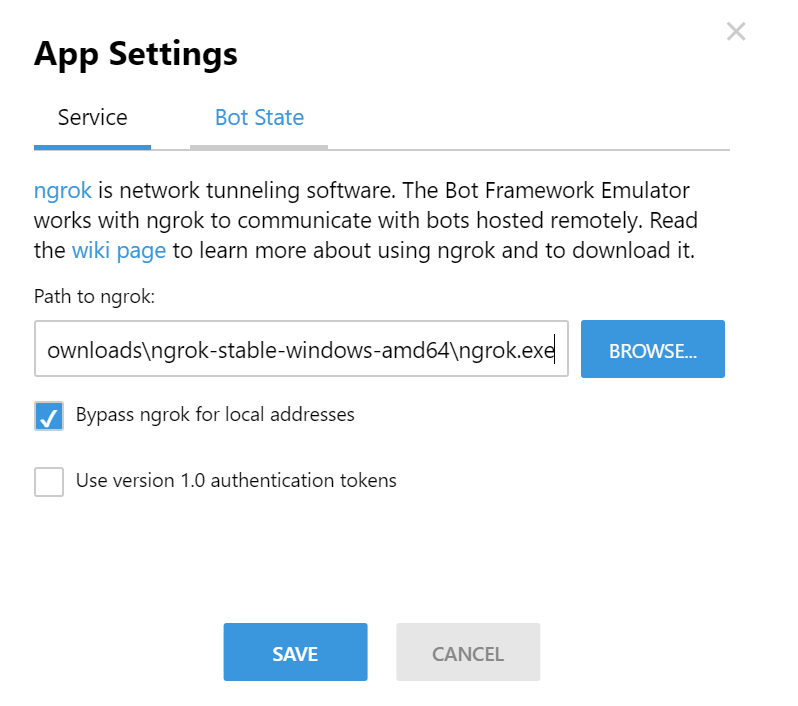 App Settings
Service
Bot State
ngrok is network tunneling software. The Bot Framework Emulator
works with ngrok to communicate with bots hosted remotely. Read
the wiki page to learn more about using ngrok and to download it.
Path to ngrok:
ownloads\ngrok-stable-windows-amd64\ngrok.exe
BROWSE...
Bypass ngrok for local addresses
Use version 1.0 authentication tokens
SAVE
CANCEL